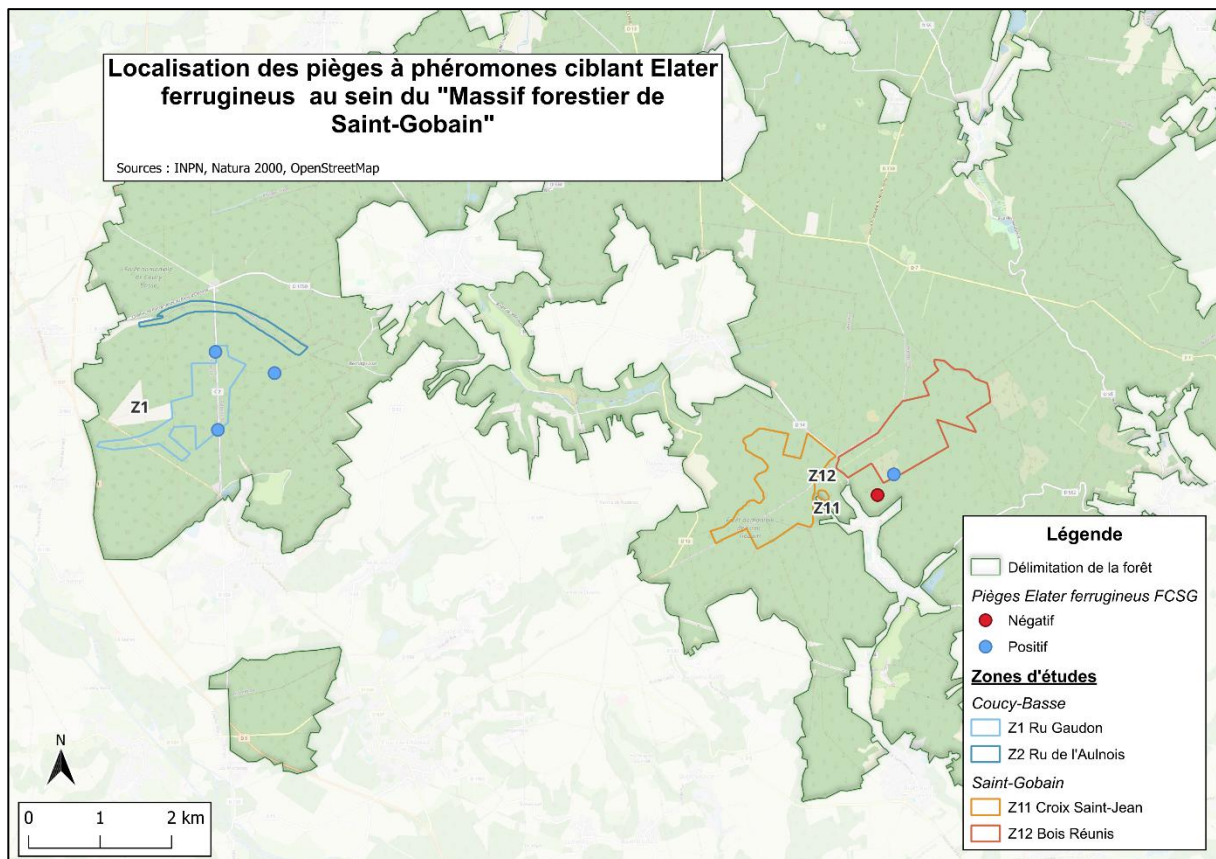 Localisation des pièges à phéromones ciblant Elater
ferrugineus au sein du "Massif forestier de
Saint-Gobain"
Sources : INPN, Natura 2000, OpenStreetMap
Z1
Z12
Z11
N
0 1 2 km
Légende
Délimitation de la forêt
Pièges Elater ferrugineus FCSG
Négatif
Positif
Zones d'études
Coucy-Basse
Z1 Ru Gaudon
Z2 Ru de l'Aulnois
Saint-Gobain
Z11 Croix Saint-Jean
Z12 Bois Réunis